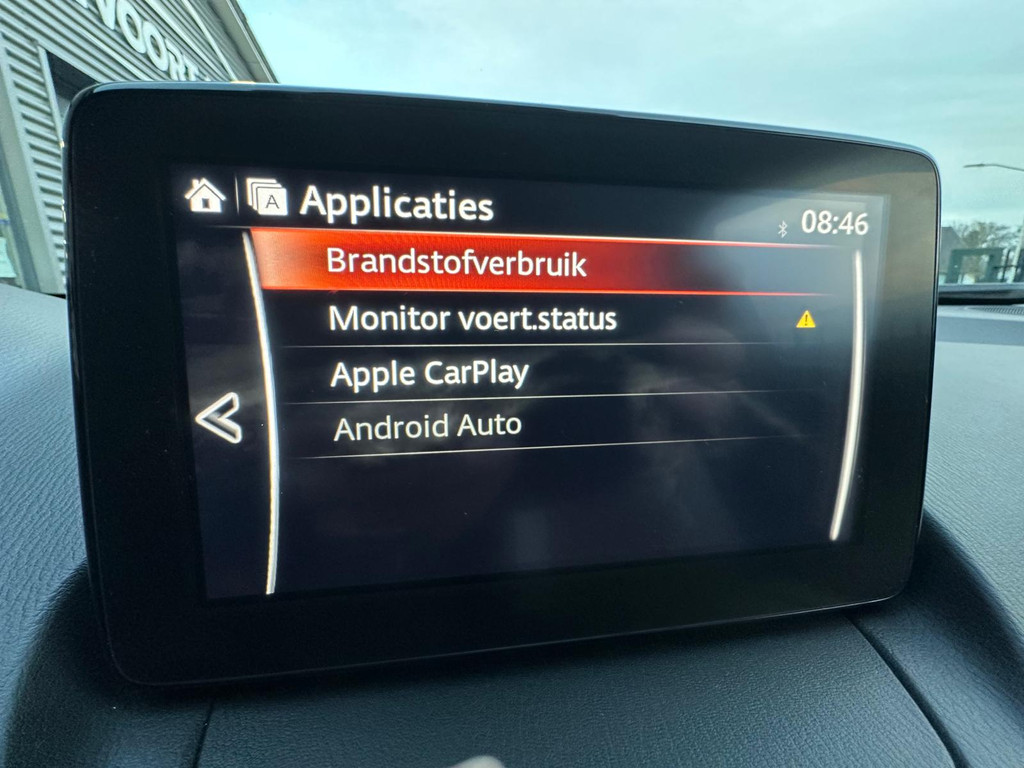 Applicaties
08:46
Brandstofverbruik
Monitor voert.status
Apple CarPlay
Android Auto